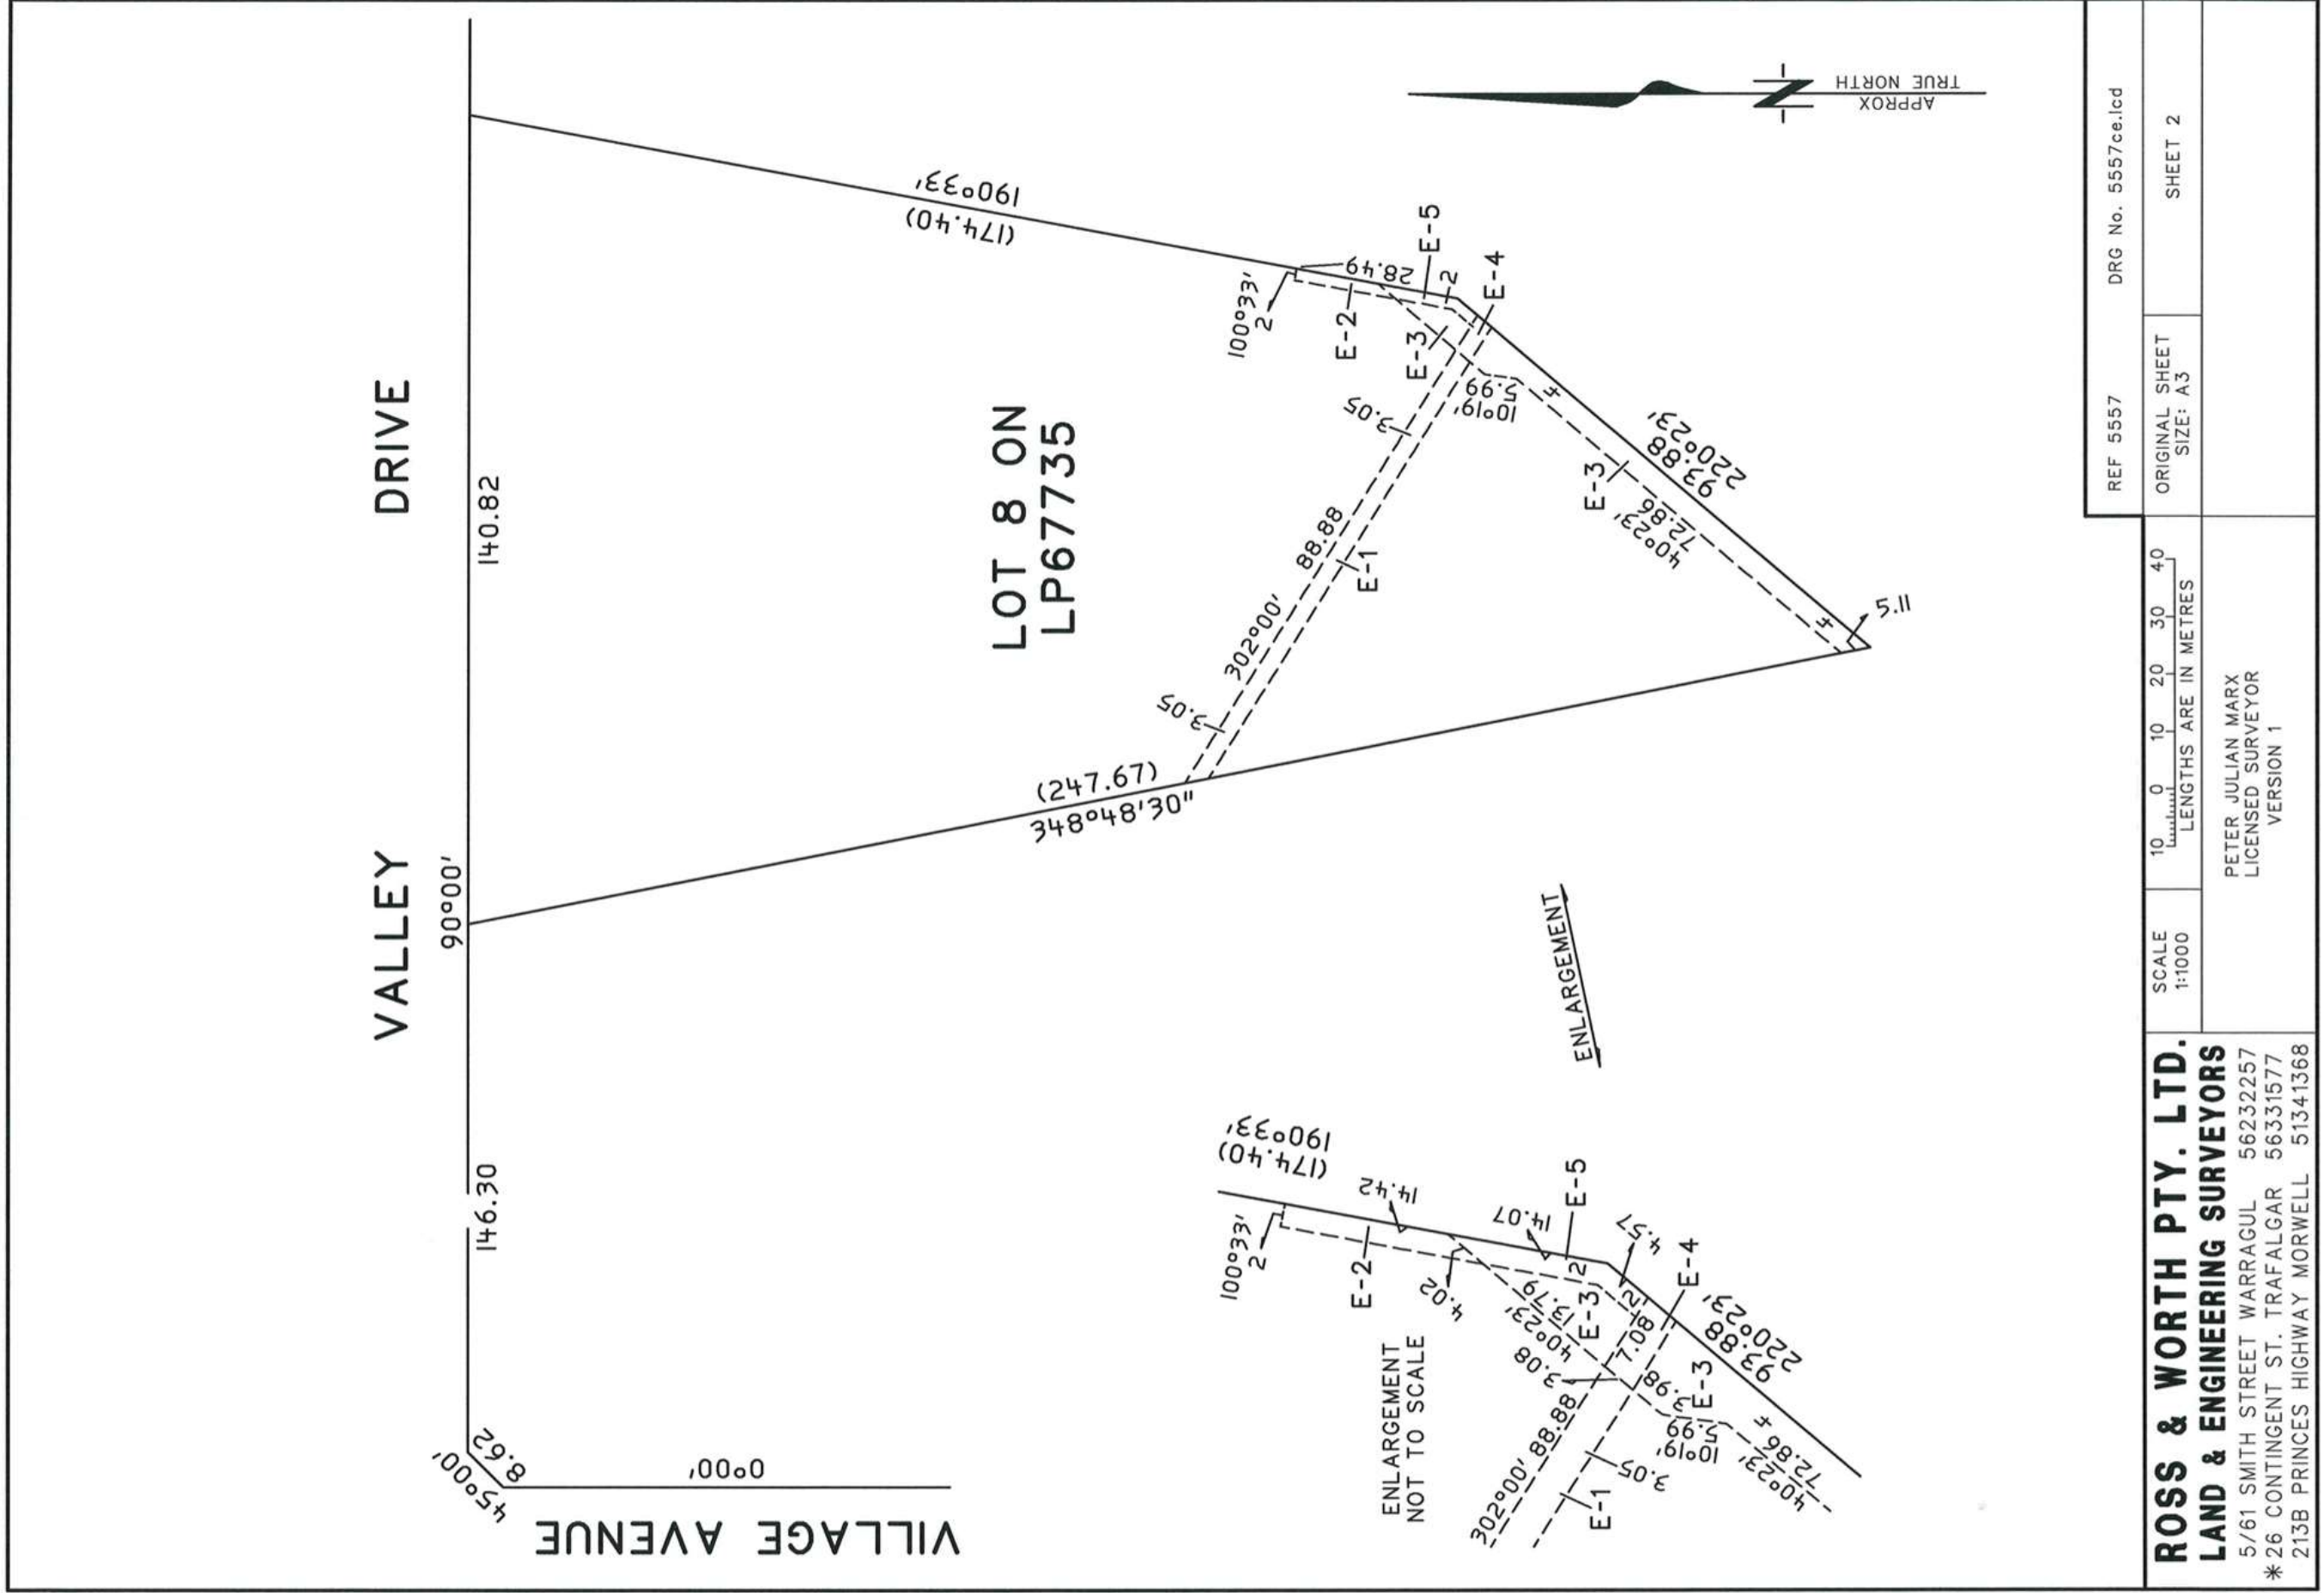 VALLEY DRIVE
90°00'
140.82
146.30
45°00'
8.62
0°00'
VILLAGE AVENUE
(174.40)
190°33'
LOT 8 ON
LP67735
(247.67)
348°48'30"
3.05
302°00'
88.88
E-1
3.05
100°33'
2
E-2
28.49
E-5
2
E-3
E-4
5.99
10°19'
4
93.88
220°23'
E-3
40°23'
72.86
4
5.11
APPROX
TRUE NORTH
N
ENLARGEMENT
ENLARGEMENT
NOT TO SCALE
(174.40)
190°33'
100°33'
2
14.42
E-2
4.02
14.07
E-5
2
4.57
13.79
40°23'
E-3
2
E-4
3.08
7.08
3.98
E-3
93.88
220°23'
302°00' 88.88
E-1
3.05
5.99
10°19'
4
40°23'
72.86
ROSS & WORTH PTY. LTD.
LAND & ENGINEERING SURVEYORS
5/61 SMITH STREET WARRAGUL 56232257
*26 CONTINGENT ST. TRAFALGAR 56331577
213B PRINCES HIGHWAY MORWELL 51341368
SCALE
1:1000
10 0 10 20 30 40
LENGTHS ARE IN METRES
PETER JULIAN MARX
LICENSED SURVEYOR
VERSION 1
REF 5557 DRG No. 5557ce.lcd
ORIGINAL SHEET
SIZE: A3
SHEET 2